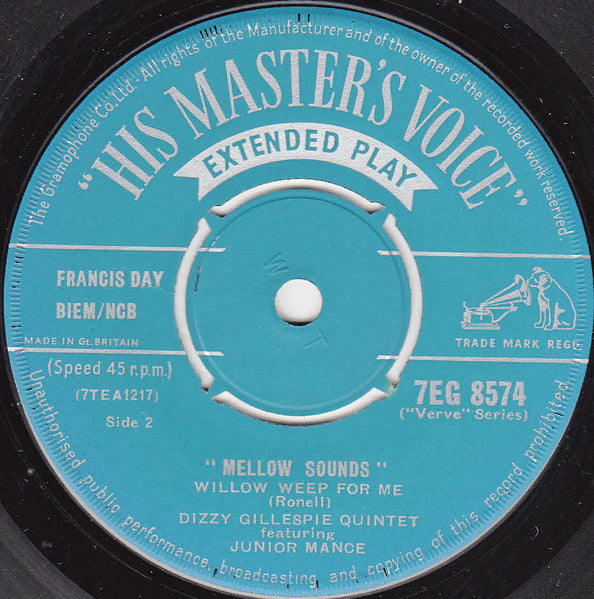 The Gramophone Co. Ltd. All rights of the Manufacturer and of the owner of the recorded work reserved.
"HIS MASTER'S VOICE"
EXTENDED PLAY
FRANCIS DAY
BIEM/NCB
MADE IN Gt. BRITAIN
TRADE MARK REGD
(Speed 45 r.p.m.)
(7TEA1217)
Side 2
7EG 8574
("Verve" Series)
W
T
"MELLOW SOUNDS"
WILLOW WEEP FOR ME
(Ronell)
DIZZY GILLESPIE QUINTET
featuring
JUNIOR MANCE
Unauthorised public performance, broadcasting and copying of this record prohibited.